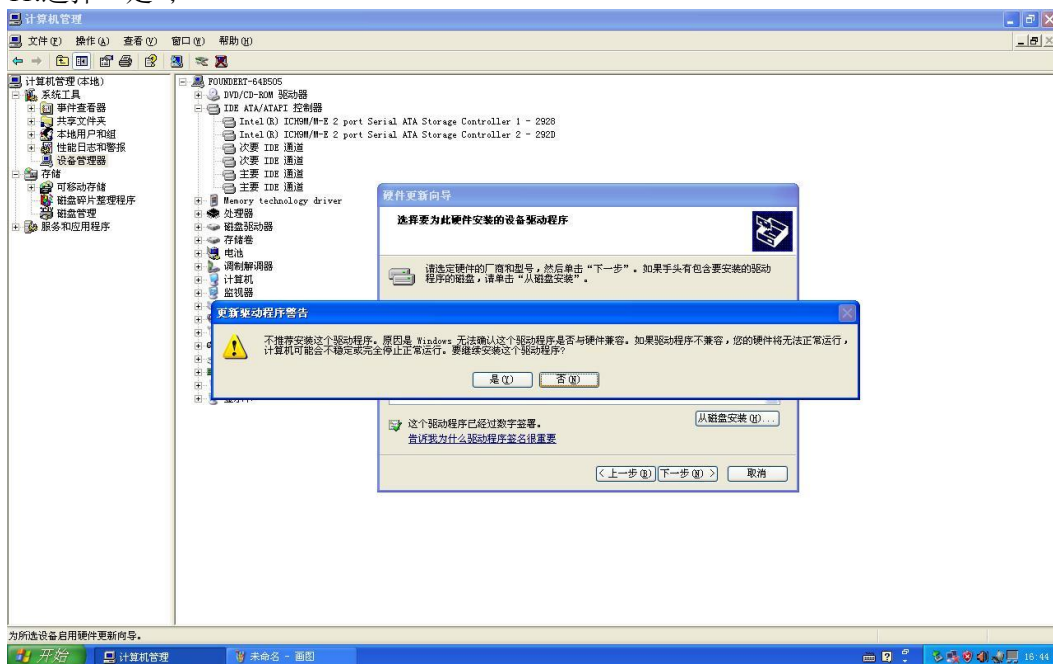 计算机管理
文件(F) 操作(A) 查看(V) 窗口(W) 帮助(H)
计算机管理(本地)
系统工具
事件查看器
共享文件夹
本地用户和组
性能日志和警报
设备管理器
存储
可移动存储
磁盘碎片整理程序
磁盘管理
服务和应用程序
FOUNDERT-64B505
DVD/CD-ROM 驱动器
IDE ATA/ATAPI 控制器
Intel(R) ICH9M/M-E 2 port Serial ATA Storage Controller 1 - 2928
Intel(R) ICH9M/M-E 2 port Serial ATA Storage Controller 2 - 292D
次要 IDE 通道
次要 IDE 通道
主要 IDE 通道
主要 IDE 通道
Memory technology driver
处理器
磁盘驱动器
存储卷
电池
调制解调器
计算机
监视器
硬件更新向导
选择要为此硬件安装的设备驱动程序
请选定硬件的厂商和型号，然后单击“下一步”。如果手头有包含要安装的驱动
程序的磁盘，请单击“从磁盘安装”。
更新驱动程序警告
不推荐安装这个驱动程序。原因是 Windows 无法确认这个驱动程序是否与硬件兼容。如果驱动程序不兼容，您的硬件将无法正常运行，
计算机可能会不稳定或完全停止正常运行。要继续安装这个驱动程序?
是(Y) 否(N)
从磁盘安装(H)...
这个驱动程序已经过数字签署。
告诉我为什么驱动程序签名很重要
< 上一步(B) 下一步(N) > 取消
为所选设备启用硬件更新向导。
开始 计算机管理 未命名 - 画图 16:44